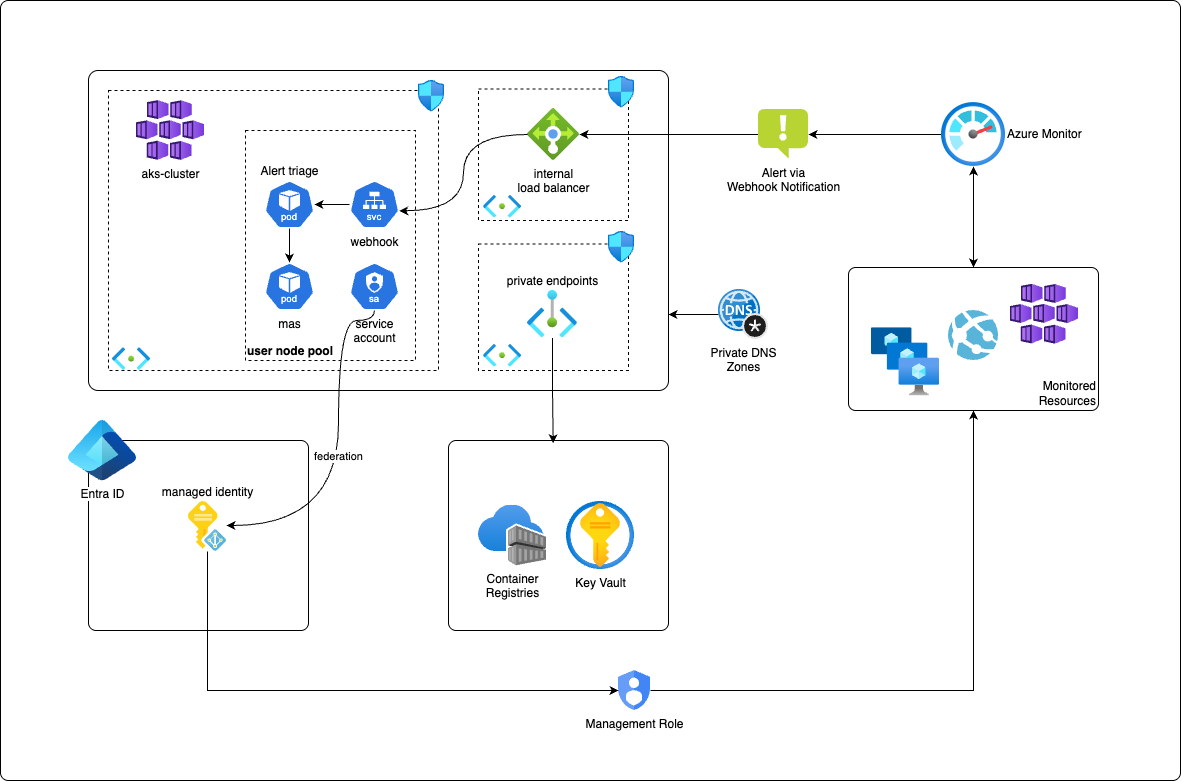 aks-cluster
Alert triage
pod
svc
webhook
pod
mas
sa
service
account
user node pool
internal
load balancer
private endpoints
Alert via
Webhook Notification
Azure Monitor
DNS
*
Private DNS
Zones
Monitored
Resources
Entra ID
managed identity
federation
Container
Registries
Key Vault
Management Role